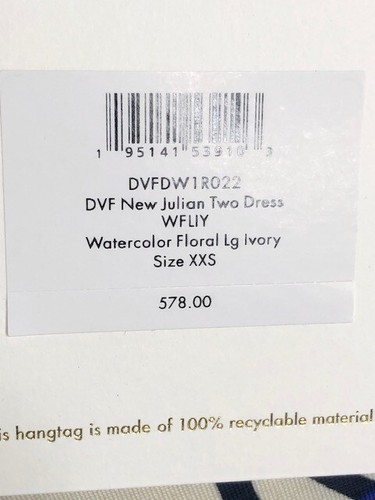 1 95141 53910 3
DVFDW1R022
DVF New Julian Two Dress
WFLIY
Watercolor Floral Lg Ivory
Size XXS
578.00
is hangtag is made of 100% recyclable material